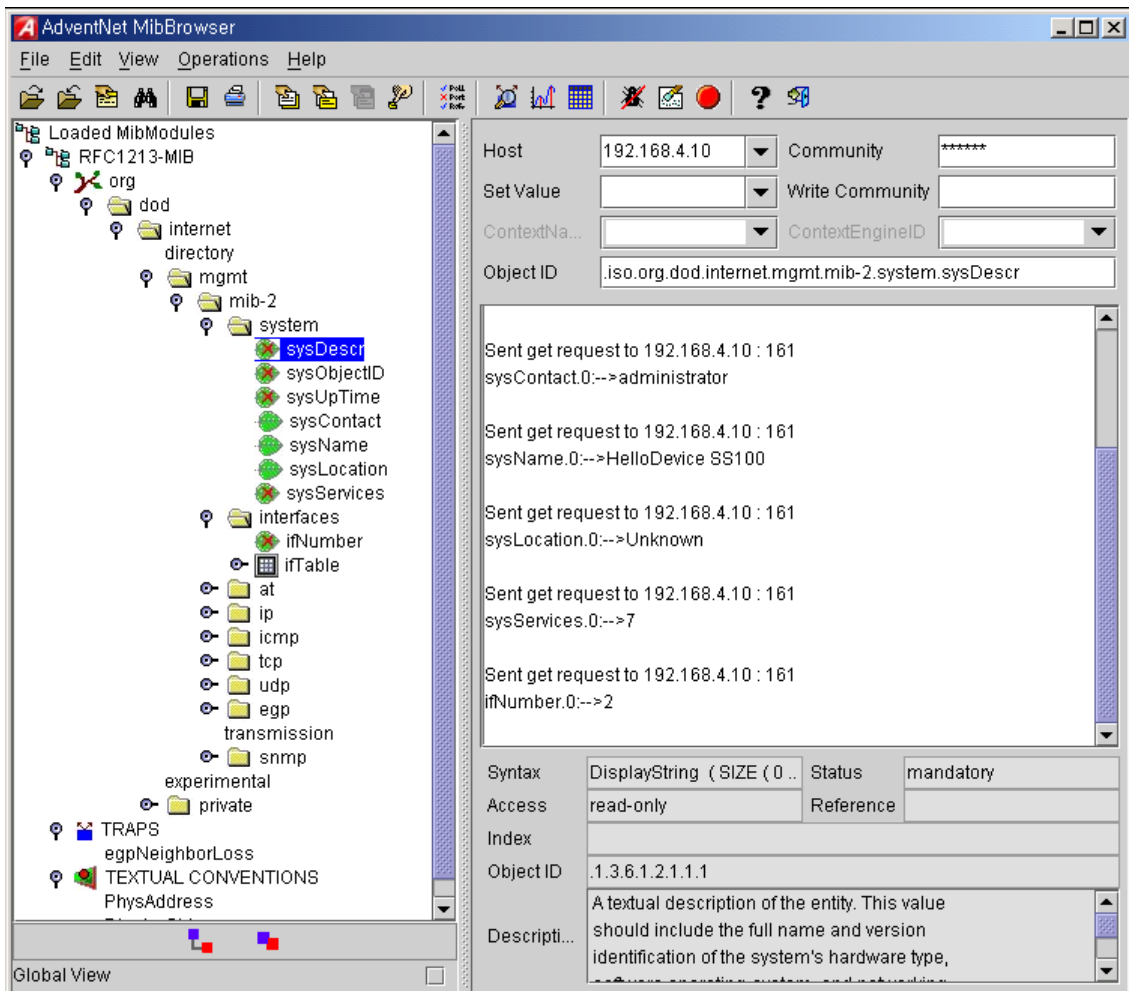 AdventNet MibBrowser
File Edit View Operations Help
Loaded MibModules
RFC1213-MIB
org
dod
internet
directory
mgmt
mib-2
system
sysDescr
sysObjectID
sysUpTime
sysContact
sysName
sysLocation
sysServices
interfaces
ifNumber
ifTable
at
ip
icmp
tcp
udp
egp
transmission
snmp
experimental
private
TRAPS
egpNeighborLoss
TEXTUAL CONVENTIONS
PhysAddress
Global View
Host 192.168.4.10 Community ******
Set Value Write Community
ContextNa... ContextEngineID
Object ID .iso.org.dod.internet.mgmt.mib-2.system.sysDescr
Sent get request to 192.168.4.10 : 161
sysContact.0:-->administrator
Sent get request to 192.168.4.10 : 161
sysName.0:-->HelloDevice SS100
Sent get request to 192.168.4.10 : 161
sysLocation.0:-->Unknown
Sent get request to 192.168.4.10 : 161
sysServices.0:-->7
Sent get request to 192.168.4.10 : 161
ifNumber.0:-->2
Syntax DisplayString ( SIZE ( 0 .. Status mandatory
Access read-only Reference
Index
Object ID .1.3.6.1.2.1.1.1
Descripti... A textual description of the entity. This value
should include the full name and version
identification of the system's hardware type,